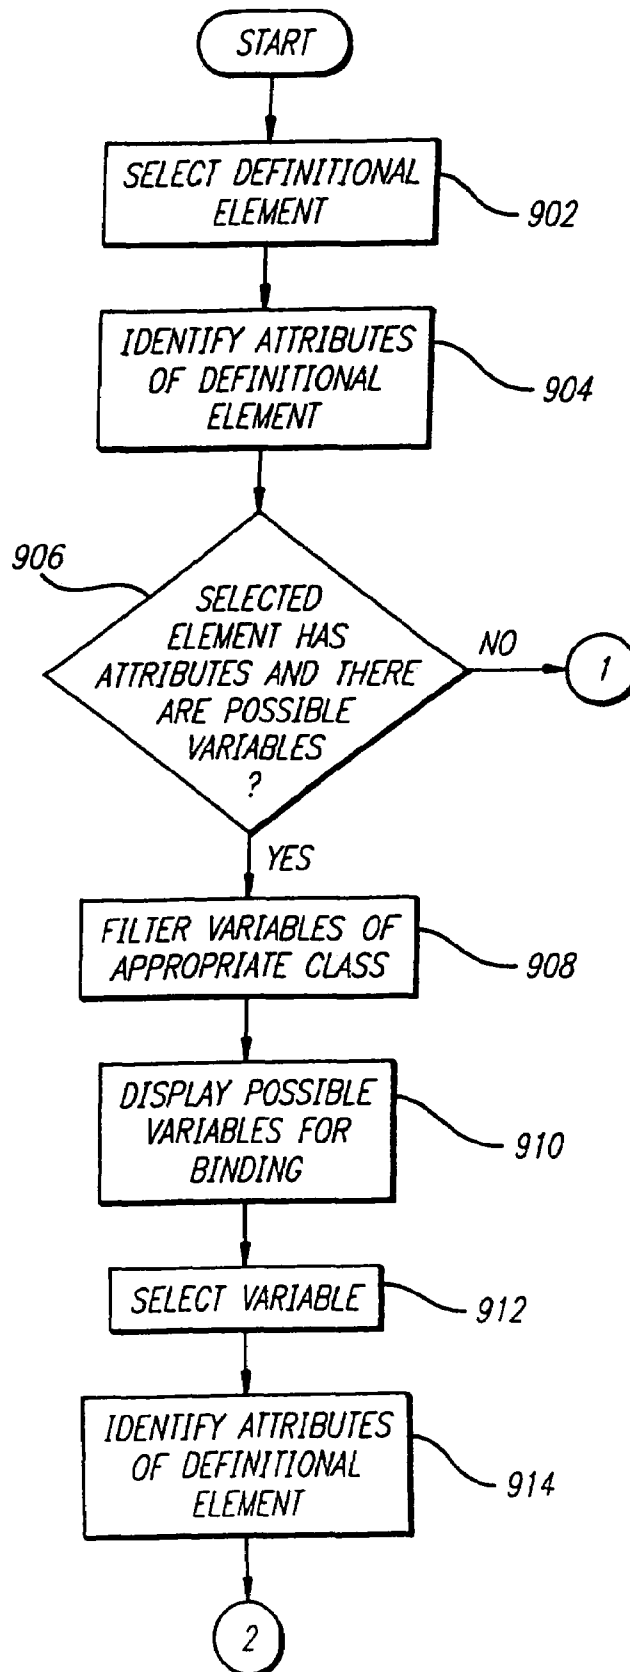 START
SELECT DEFINITIONAL
ELEMENT
902
IDENTIFY ATTRIBUTES
OF DEFINITIONAL
ELEMENT
904
906
SELECTED
ELEMENT HAS
ATTRIBUTES AND THERE
ARE POSSIBLE
VARIABLES
?
NO
1
YES
FILTER VARIABLES OF
APPROPRIATE CLASS
908
DISPLAY POSSIBLE
VARIABLES FOR
BINDING
910
SELECT VARIABLE
912
IDENTIFY ATTRIBUTES
OF DEFINITIONAL
ELEMENT
914
2